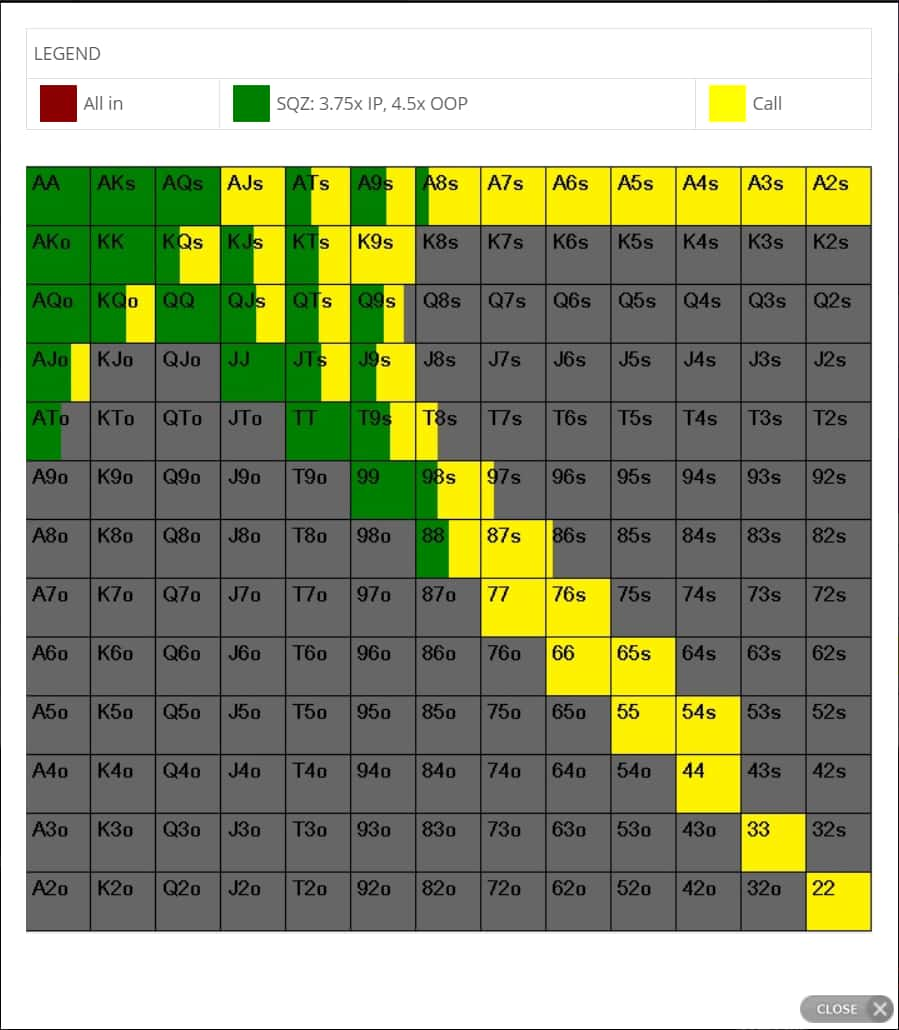 LEGEND
All in SQZ: 3.75x IP, 4.5x OOP Call
AA AKs AQs AJs ATs A9s A8s A7s A6s A5s A4s A3s A2s
AKo KK KQs KJs KTs K9s K8s K7s K6s K5s K4s K3s K2s
AQo KQo QQ QJs QTs Q9s Q8s Q7s Q6s Q5s Q4s Q3s Q2s
AJo KJo QJo JJ JTs J9s J8s J7s J6s J5s J4s J3s J2s
ATo KTo QTo JTo TT T9s T8s T7s T6s T5s T4s T3s T2s
A9o K9o Q9o J9o T9o 99 98s 97s 96s 95s 94s 93s 92s
A8o K8o Q8o J8o T8o 98o 88 87s 86s 85s 84s 83s 82s
A7o K7o Q7o J7o T7o 97o 87o 77 76s 75s 74s 73s 72s
A6o K6o Q6o J6o T6o 96o 86o 76o 66 65s 64s 63s 62s
A5o K5o Q5o J5o T5o 95o 85o 75o 65o 55 54s 53s 52s
A4o K4o Q4o J4o T4o 94o 84o 74o 64o 54o 44 43s 42s
A3o K3o Q3o J3o T3o 93o 83o 73o 63o 53o 43o 33 32s
A2o K2o Q2o J2o T2o 92o 82o 72o 62o 52o 42o 32o 22
CLOSE